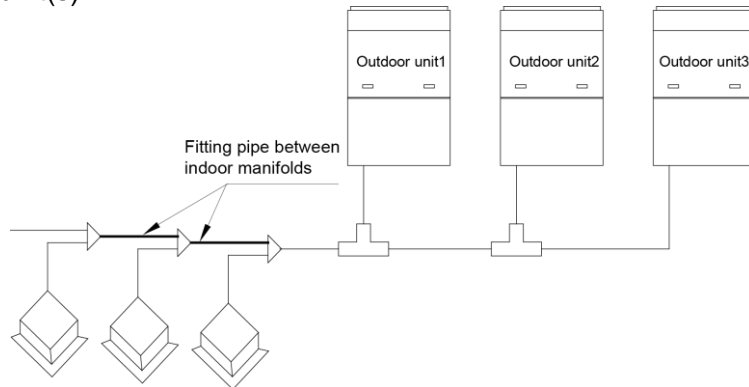 Outdoor unit1
Outdoor unit2
Outdoor unit3
Fitting pipe between
indoor manifolds